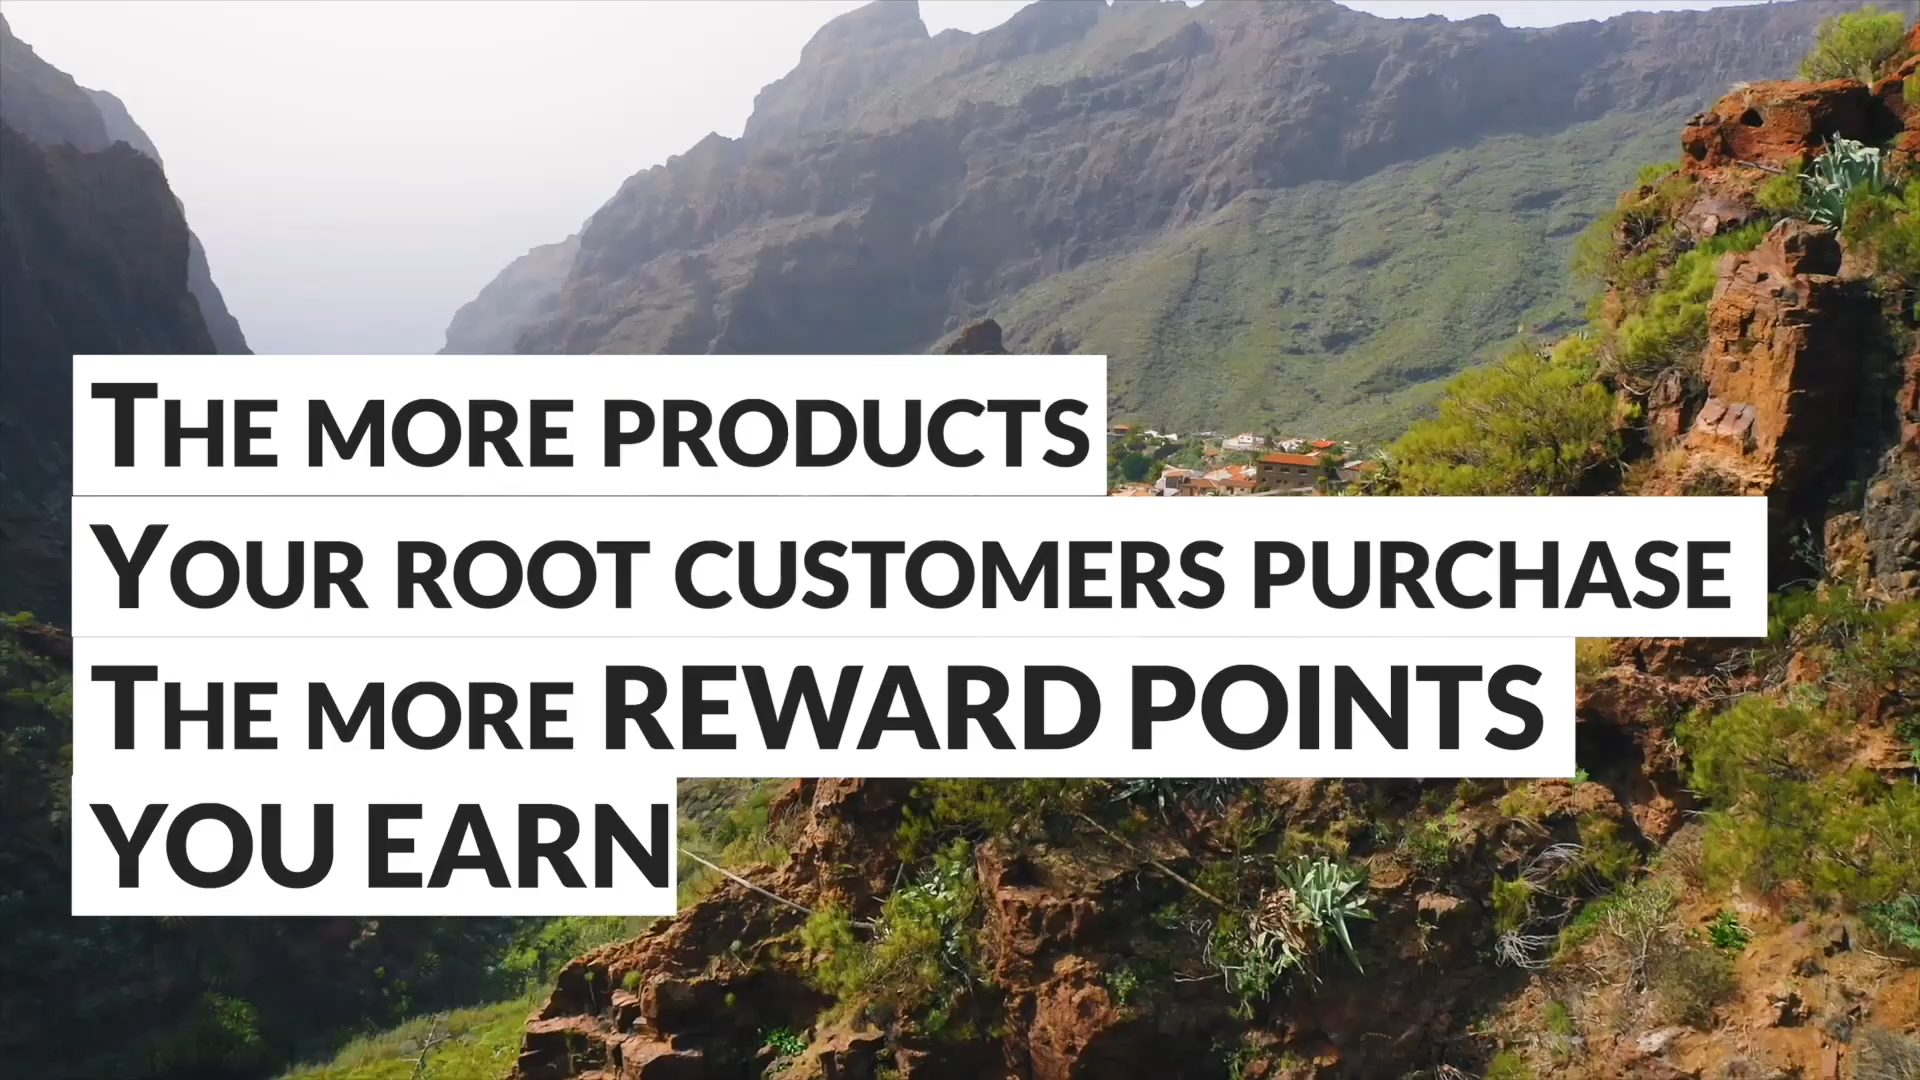 The more products
Your root customers purchase
The more REWARD POINTS
YOU EARN